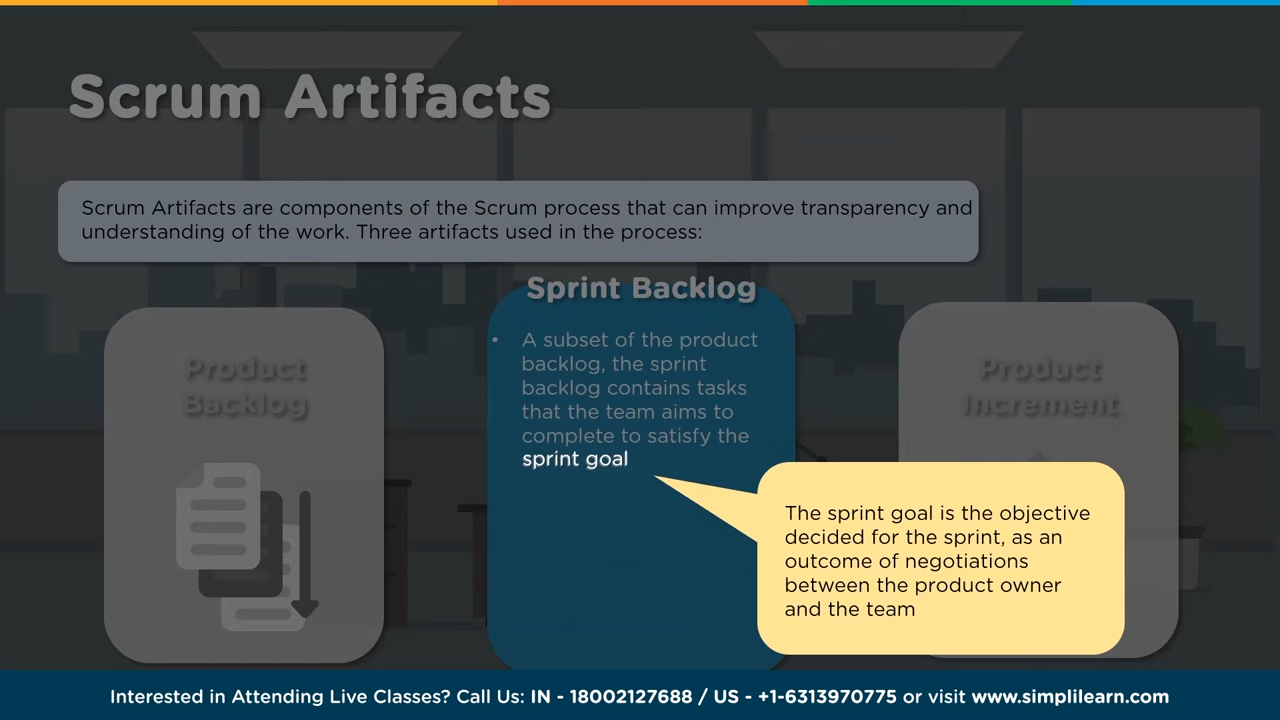 Scrum Artifacts
Scrum Artifacts are components of the Scrum process that can improve transparency and
understanding of the work. Three artifacts used in the process:
Product
Backlog
Sprint Backlog
• A subset of the product
backlog, the sprint
backlog contains tasks
that the team aims to
complete to satisfy the
sprint goal
Product
Increment
The sprint goal is the objective
decided for the sprint, as an
outcome of negotiations
between the product owner
and the team
Interested in Attending Live Classes? Call Us: IN - 18002127688 / US - +1-6313970775 or visit www.simplilearn.com